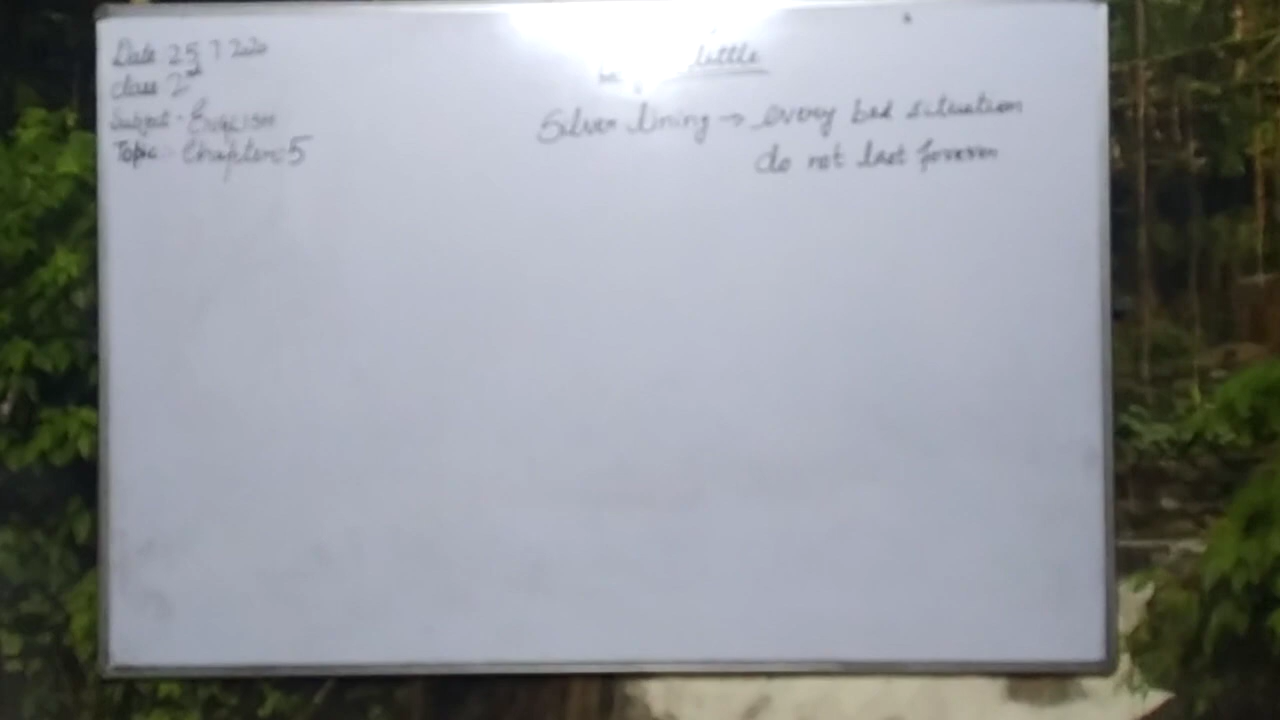 Date 25 7 2020
Class 2nd
Subject - ENGLISH
Topic - Chapter-5
little
Silver lining → every bad situation
do not last forever